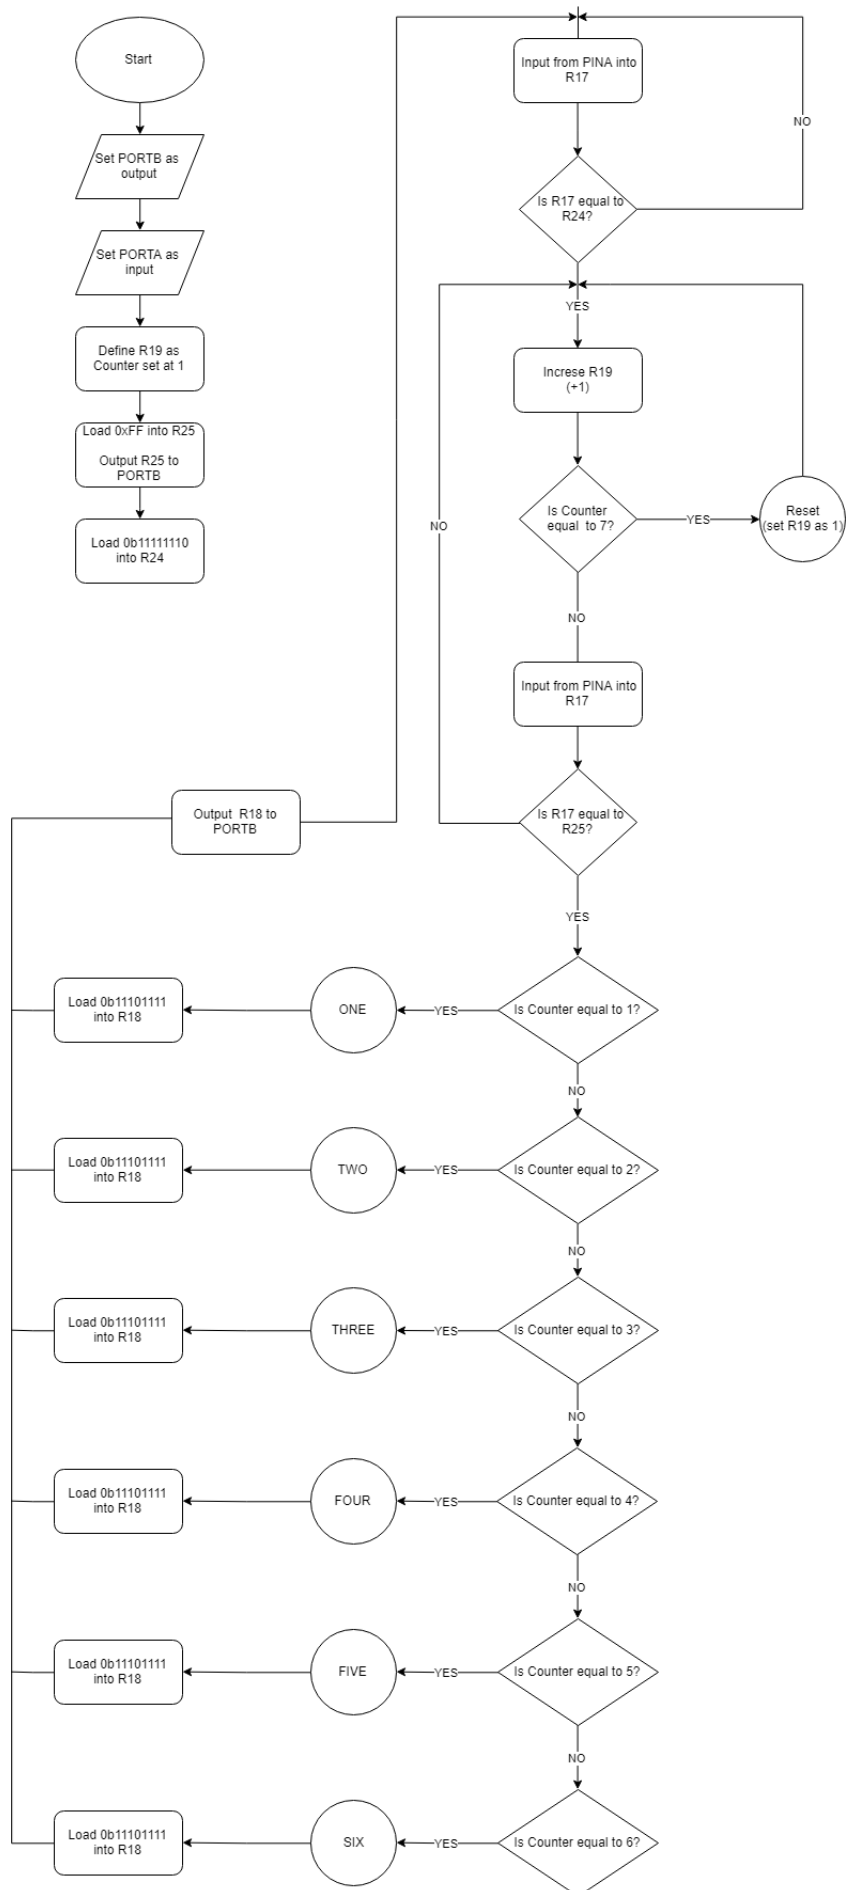 Start
Set PORTB as
output
Set PORTA as
input
Define R19 as
Counter set at 1
Load 0xFF into R25
Output R25 to
PORTB
Load 0b11111110
into R24
Input from PINA into
R17
NO
Is R17 equal to
R24?
YES
Increse R19
(+1)
Is Counter
equal to 7?
YES
Reset
(set R19 as 1)
NO
NO
Input from PINA into
R17
Is R17 equal to
R25?
YES
Output R18 to
PORTB
Is Counter equal to 1?
YES
ONE
Load 0b11101111
into R18
NO
Is Counter equal to 2?
YES
TWO
Load 0b11101111
into R18
NO
Is Counter equal to 3?
YES
THREE
Load 0b11101111
into R18
NO
Is Counter equal to 4?
YES
FOUR
Load 0b11101111
into R18
NO
Is Counter equal to 5?
YES
FIVE
Load 0b11101111
into R18
NO
Is Counter equal to 6?
YES
SIX
Load 0b11101111
into R18